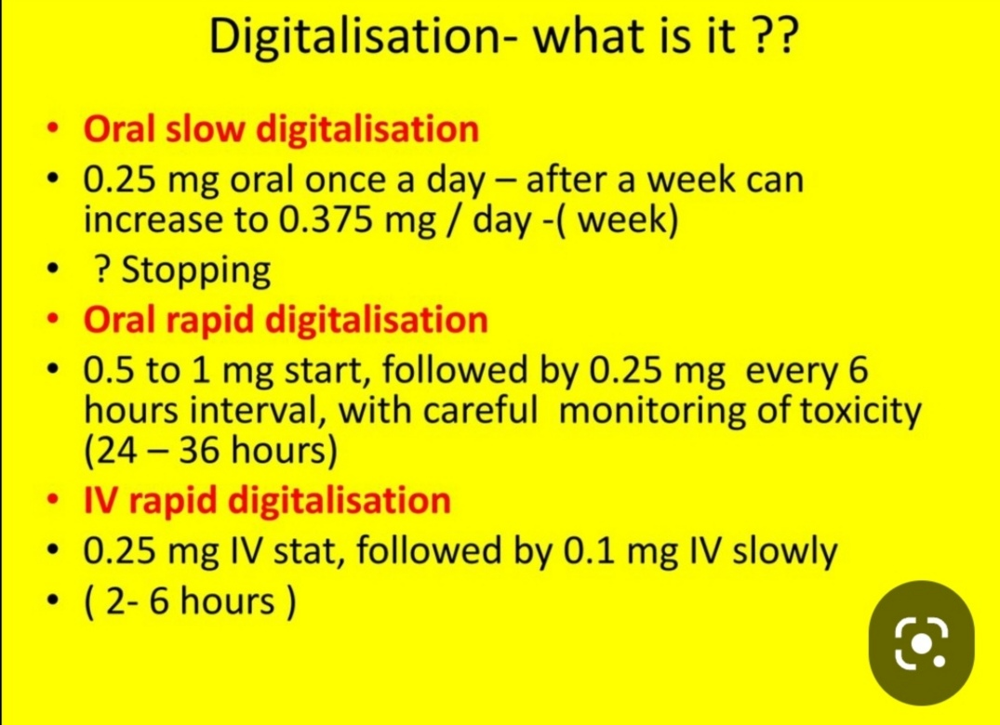 Digitalisation- what is it ??
• Oral slow digitalisation
• 0.25 mg oral once a day – after a week can
increase to 0.375 mg / day -( week)
• ? Stopping
• Oral rapid digitalisation
• 0.5 to 1 mg start, followed by 0.25 mg every 6
hours interval, with careful monitoring of toxicity
(24 – 36 hours)
• IV rapid digitalisation
• 0.25 mg IV stat, followed by 0.1 mg IV slowly
• ( 2- 6 hours )